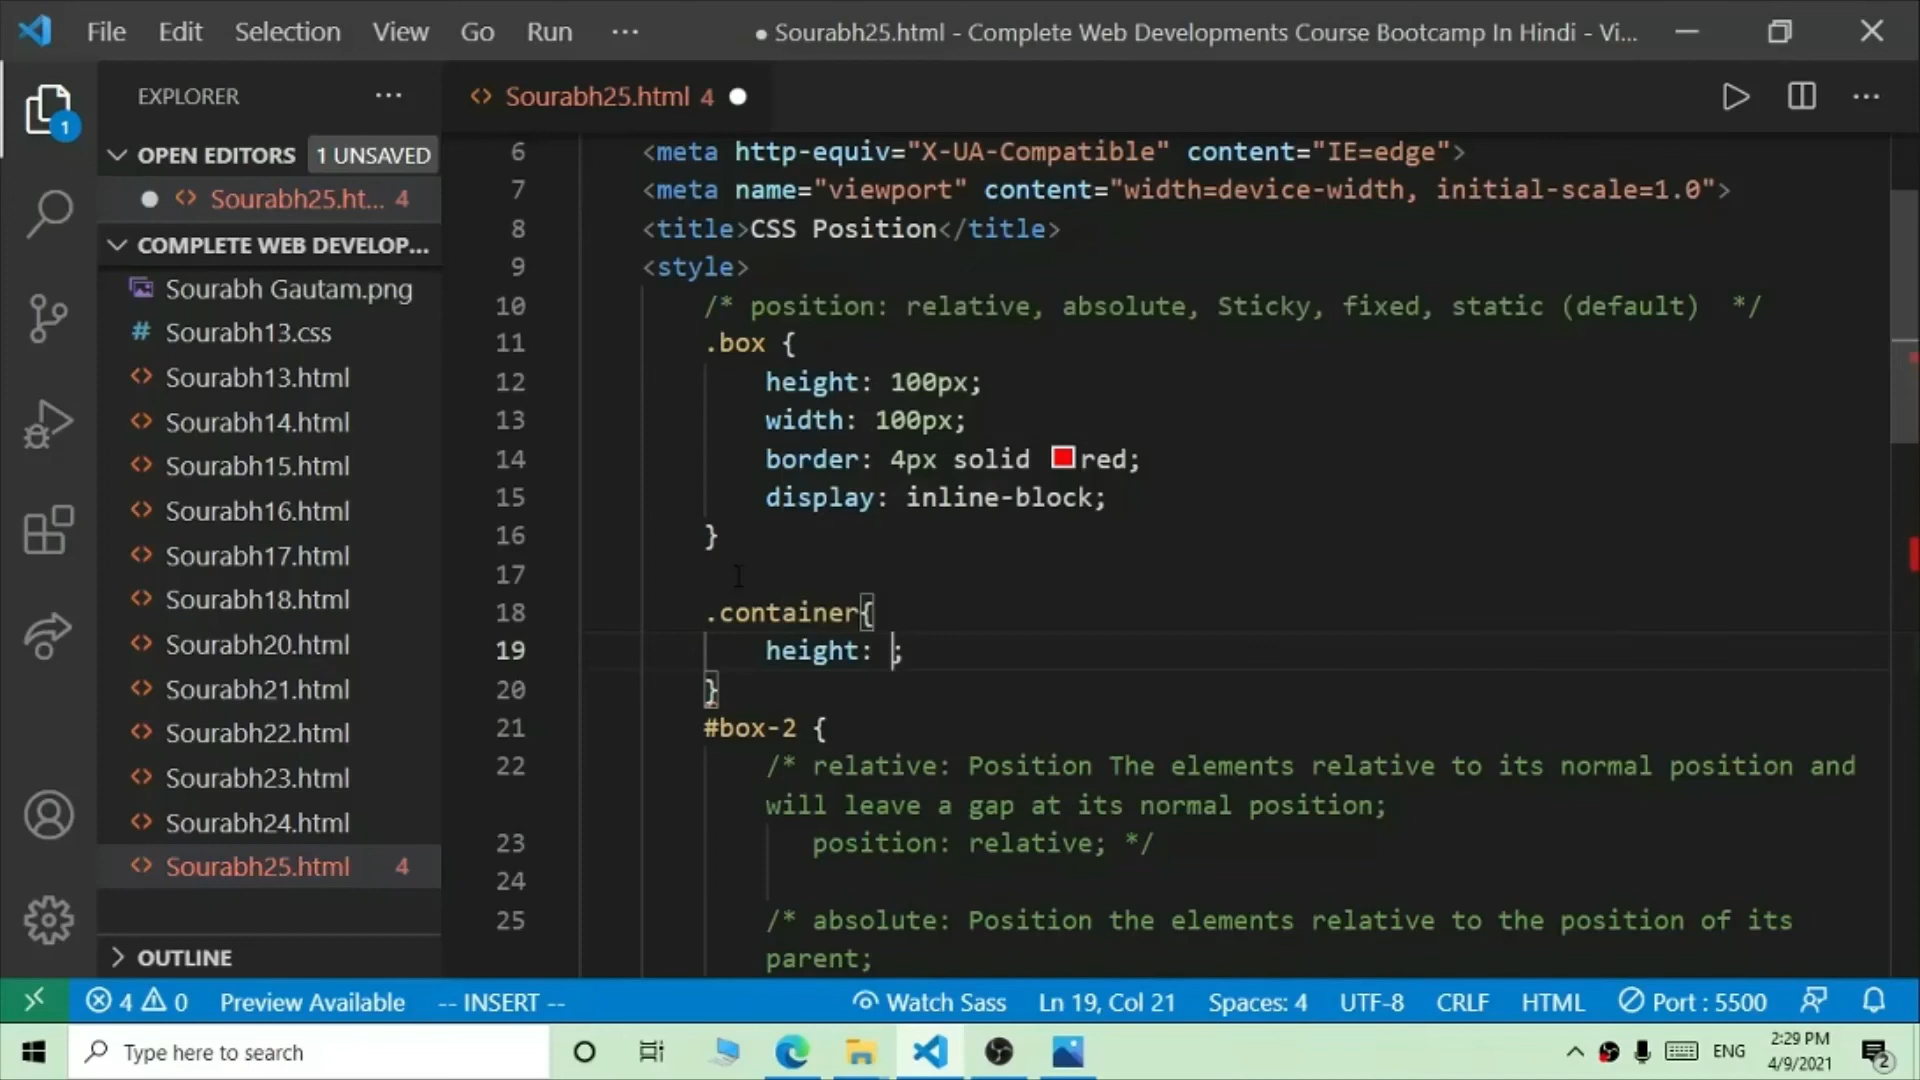 File Edit Selection View Go Run ··· ● Sourabh25.html - Complete Web Developments Course Bootcamp In Hindi - Vi...
EXPLORER ···
1
OPEN EDITORS 1 UNSAVED
Sourabh25.ht... 4
COMPLETE WEB DEVELOP...
Sourabh Gautam.png
# Sourabh13.css
Sourabh13.html
Sourabh14.html
Sourabh15.html
Sourabh16.html
Sourabh17.html
Sourabh18.html
Sourabh20.html
Sourabh21.html
Sourabh22.html
Sourabh23.html
Sourabh24.html
Sourabh25.html 4
OUTLINE
<> Sourabh25.html 4 ●
6 <meta http-equiv="X-UA-Compatible" content="IE=edge">
7 <meta name="viewport" content="width=device-width, initial-scale=1.0">
8 <title>CSS Position</title>
9 <style>
10 /* position: relative, absolute, Sticky, fixed, static (default)  */
11 .box {
12 height: 100px;
13 width: 100px;
14 border: 4px solid red;
15 display: inline-block;
16 }
17
18 .container{
19 height: ;
20 }
21 #box-2 {
22 /* relative: Position The elements relative to its normal position and
will leave a gap at its normal position;
23 position: relative; */
24
25 /* absolute: Position the elements relative to the position of its
parent;
4 0 Preview Available -- INSERT -- Watch Sass Ln 19, Col 21 Spaces: 4 UTF-8 CRLF HTML Port : 5500
Type here to search ENG 2:29 PM
4/9/2021 2